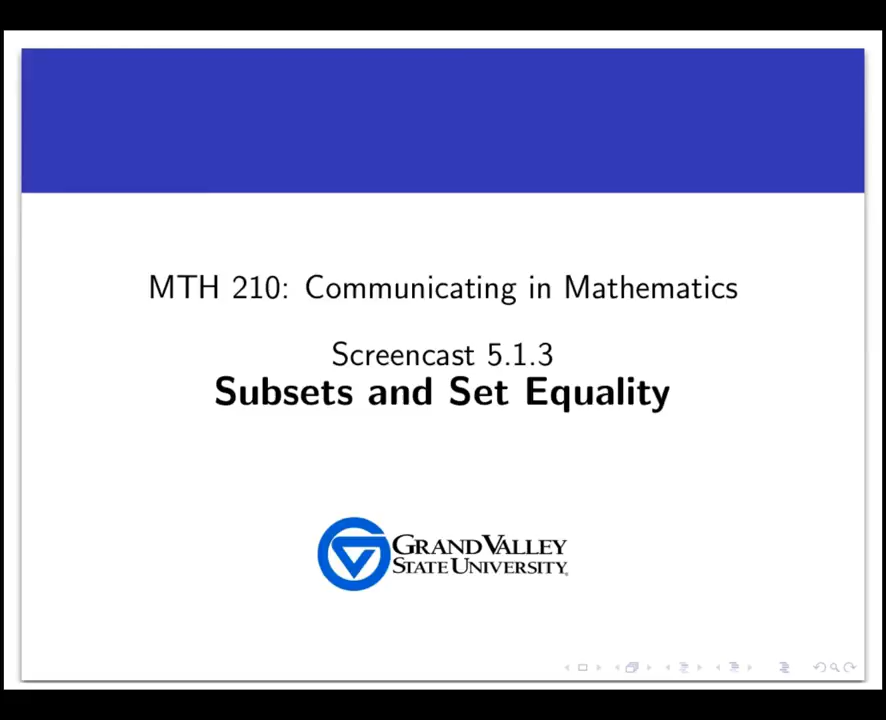 MTH 210: Communicating in Mathematics
Screencast 5.1.3
Subsets and Set Equality
GRAND VALLEY
STATE UNIVERSITY